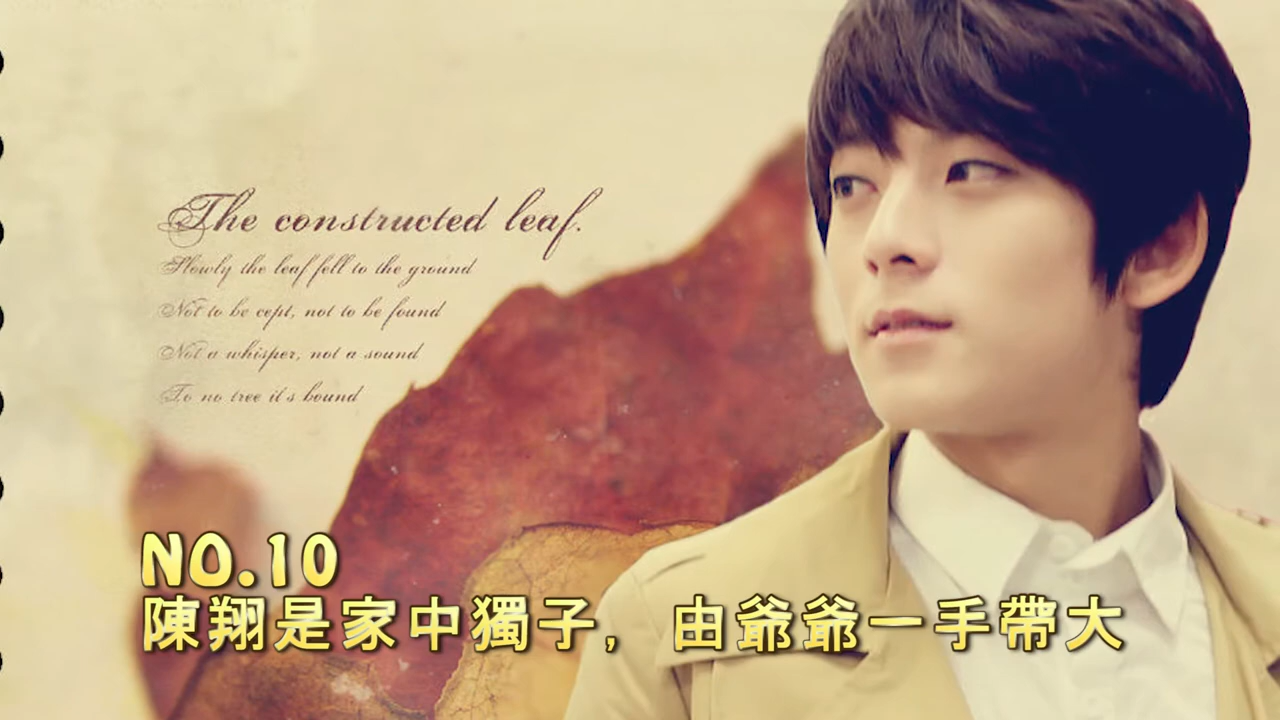 The constructed leaf.
Slowly the leaf fell to the ground
Not to be cept, not to be found
Not a whisper, not a sound
To no tree it's bound
NO.10
陳翔是家中獨子，由爺爺一手帶大